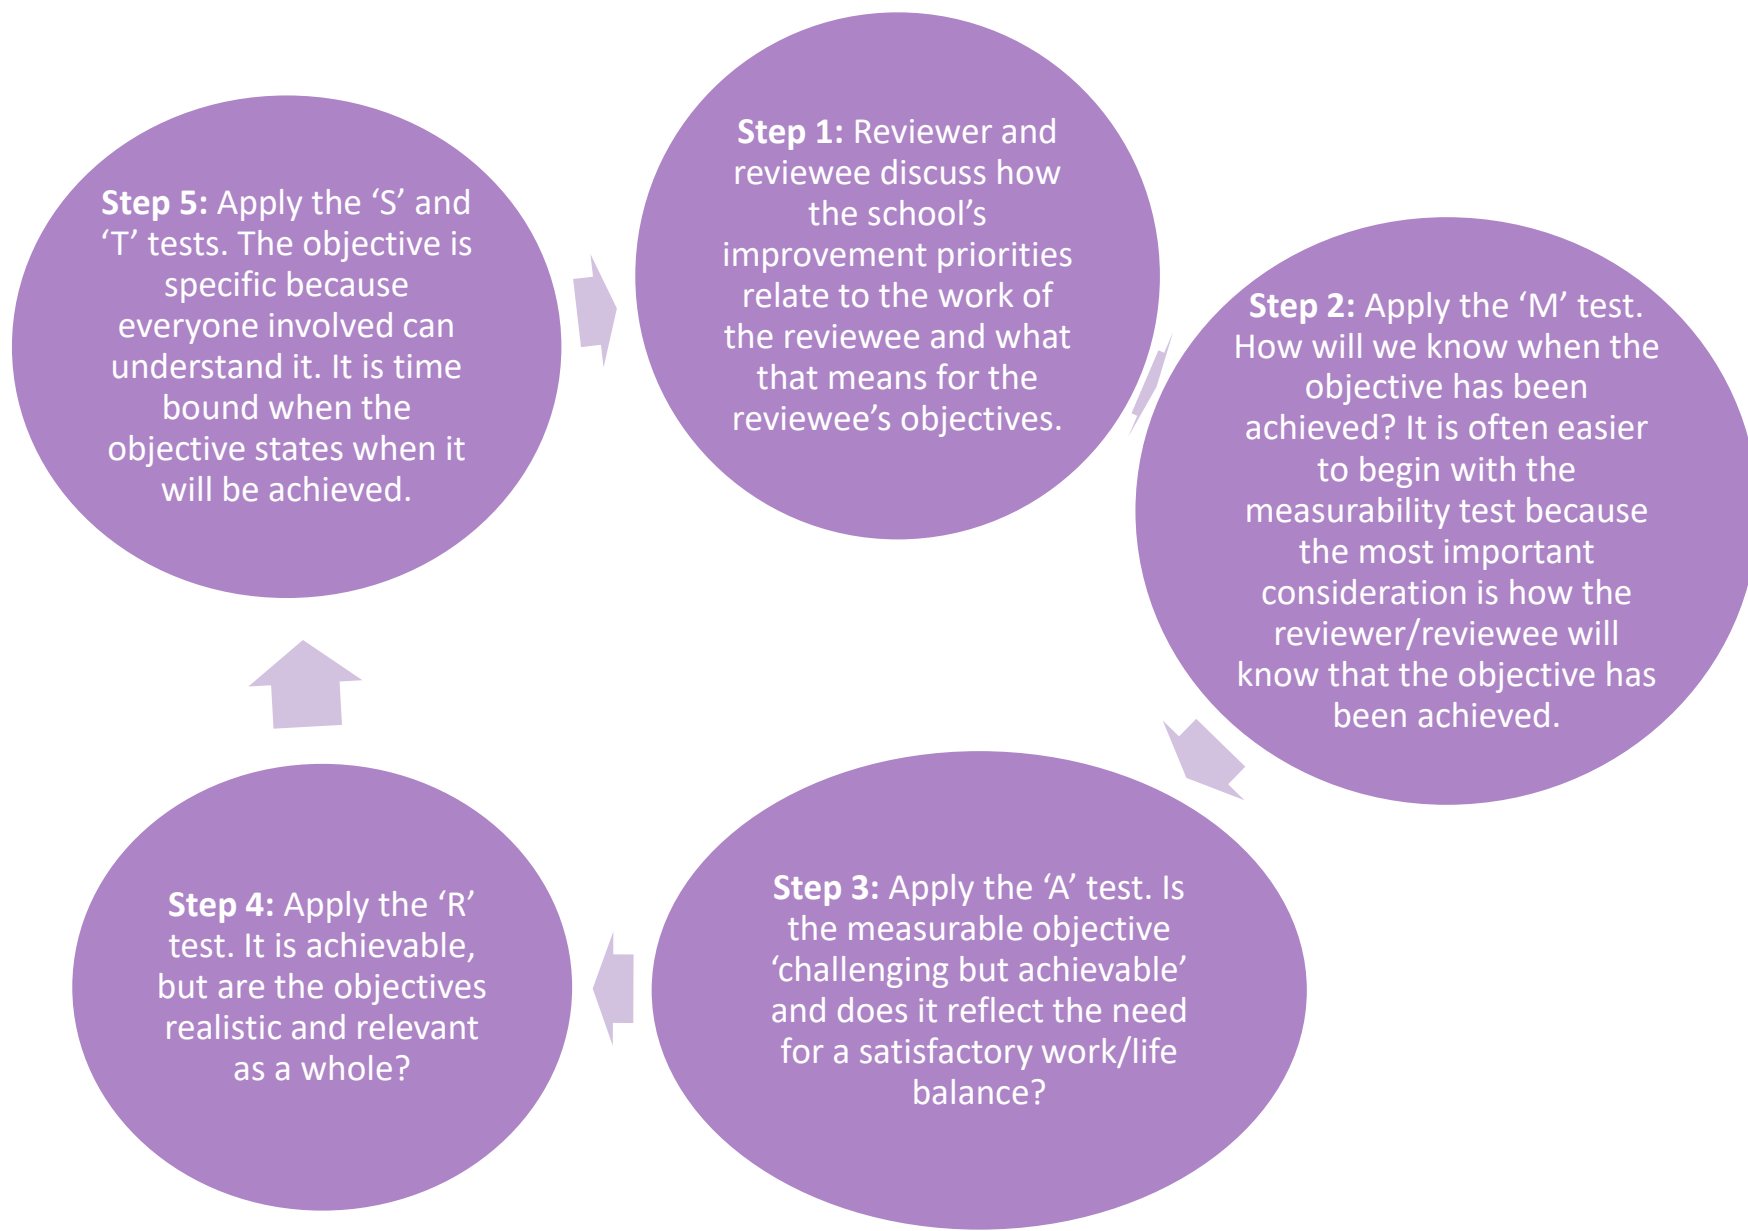 Step 1: Reviewer and
reviewee discuss how
the school’s
improvement priorities
relate to the work of
the reviewee and what
that means for the
reviewee’s objectives.
Step 2: Apply the ‘M’ test.
How will we know when the
objective has been
achieved? It is often easier
to begin with the
measurability test because
the most important
consideration is how the
reviewer/reviewee will
know that the objective has
been achieved.
Step 3: Apply the ‘A’ test. Is
the measurable objective
‘challenging but achievable’
and does it reflect the need
for a satisfactory work/life
balance?
Step 4: Apply the ‘R’
test. It is achievable,
but are the objectives
realistic and relevant
as a whole?
Step 5: Apply the ‘S’ and
‘T’ tests. The objective is
specific because
everyone involved can
understand it. It is time
bound when the
objective states when it
will be achieved.